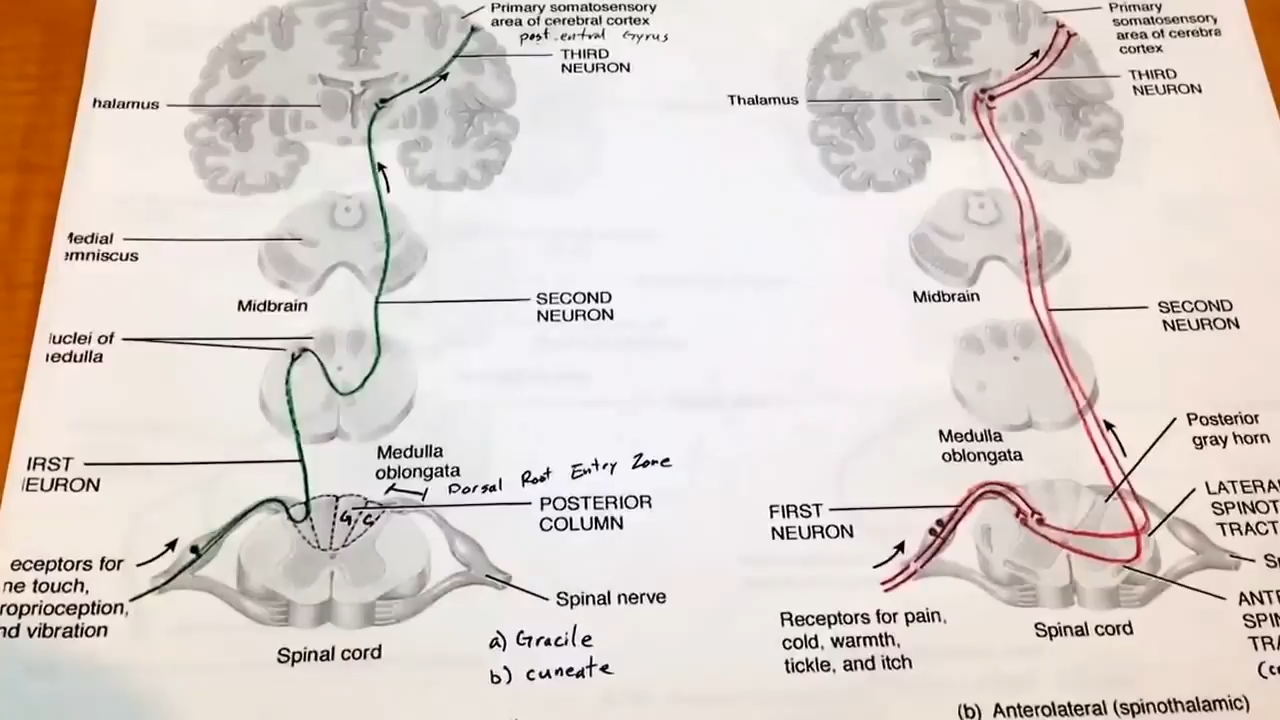 Primary somatosensory
area of cerebral cortex
post.entral Gyrus
THIRD
NEURON
halamus
Medial
emniscus
Midbrain
SECOND
NEURON
uclei of
edulla
IRST
EURON
Medulla
oblongata
Dorsal Root Entry Zone
POSTERIOR
COLUMN
G C
eceptors for
ne touch,
roprioception,
nd vibration
Spinal nerve
Spinal cord
a) Gracile
b) cuneate
Primary
somatosensory
area of cerebra
cortex
THIRD
NEURON
Thalamus
Midbrain
SECOND
NEURON
Posterior
gray horn
Medulla
oblongata
LATERAL
SPINOT
TRACT
FIRST
NEURON
Receptors for pain,
cold, warmth,
tickle, and itch
Spinal cord
Sp
ANTE
SPIN
TRA
(b) Anterolateral (spinothalamic)